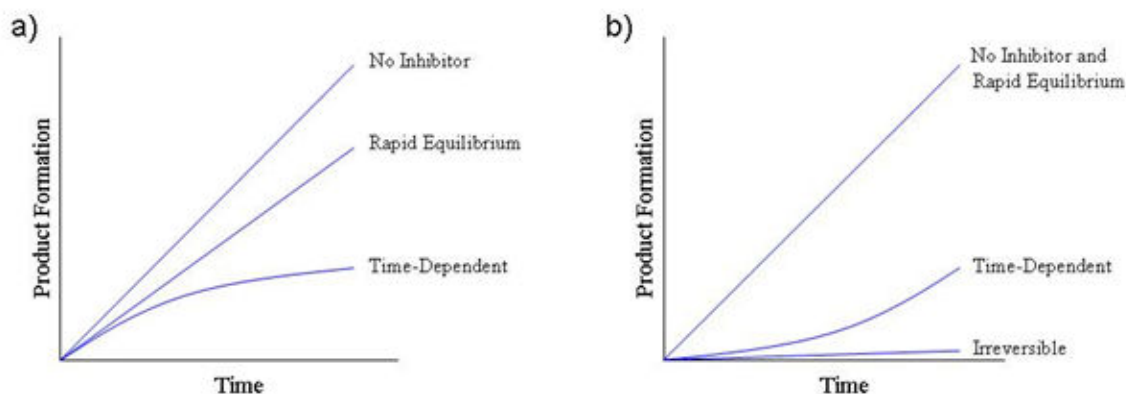 a)
No Inhibitor
Rapid Equilibrium
Time-Dependent
Product Formation
Time
b)
No Inhibitor and
Rapid Equilibrium
Time-Dependent
Irreversible
Product Formation
Time